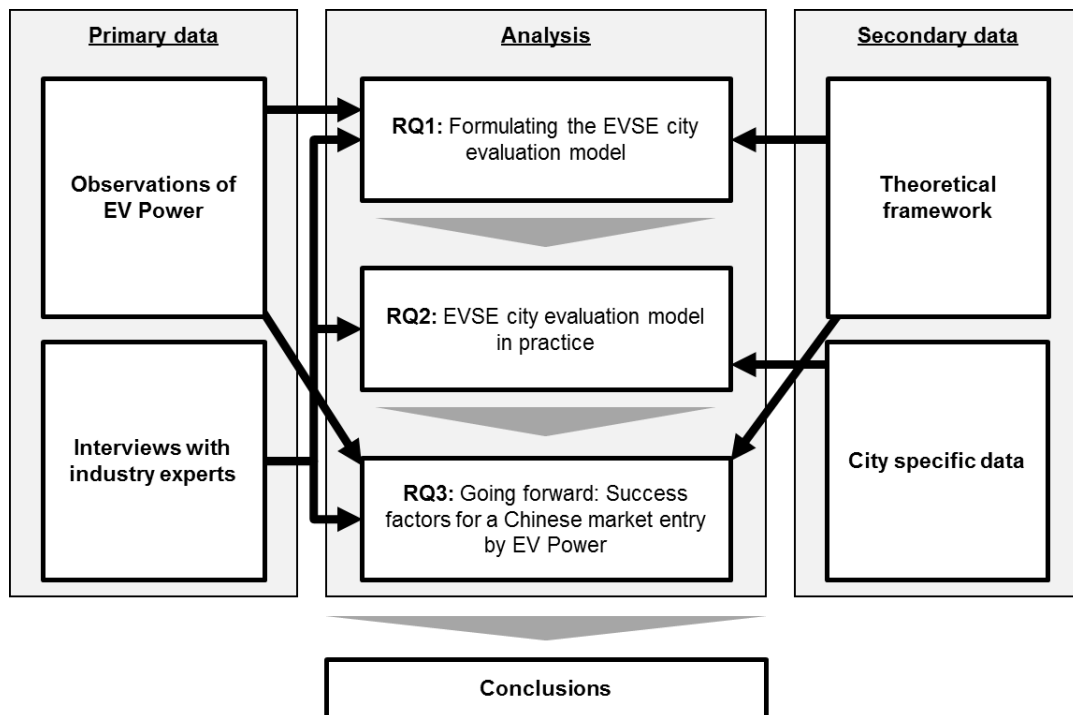 Primary data
Observations of
EV Power
Interviews with
industry experts
Analysis
RQ1: Formulating the EVSE city
evaluation model
RQ2: EVSE city evaluation model
in practice
RQ3: Going forward: Success
factors for a Chinese market entry
by EV Power
Secondary data
Theoretical
framework
City specific data
Conclusions